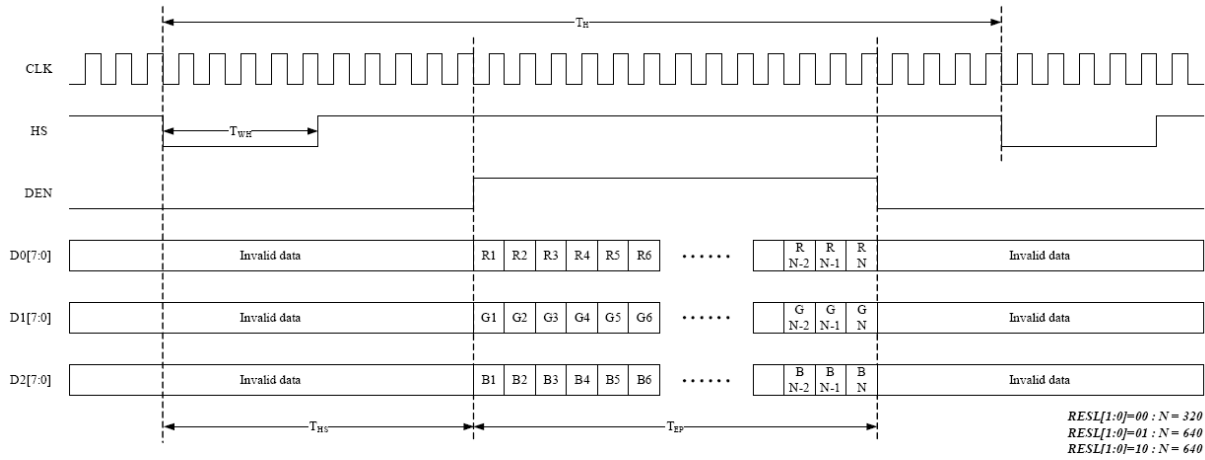 TH
CLK
HS
TWH
DEN
D0[7:0] Invalid data R1 R2 R3 R4 R5 R6 ...... R N-2 R N-1 R N Invalid data
D1[7:0] Invalid data G1 G2 G3 G4 G5 G6 ...... G N-2 G N-1 G N Invalid data
D2[7:0] Invalid data B1 B2 B3 B4 B5 B6 ...... B N-2 B N-1 B N Invalid data
THS TEP
RESL[1:0]=00 : N = 320
RESL[1:0]=01 : N = 640
RESL[1:0]=10 : N = 640